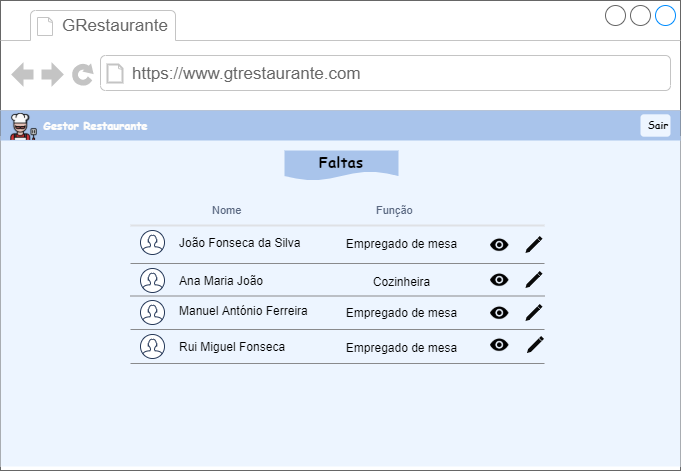 GRestaurante
https://www.gtrestaurante.com
Gestor Restaurante
Sair
Faltas
Nome Função
João Fonseca da Silva Empregado de mesa
Ana Maria João Cozinheira
Manuel António Ferreira Empregado de mesa
Rui Miguel Fonseca Empregado de mesa